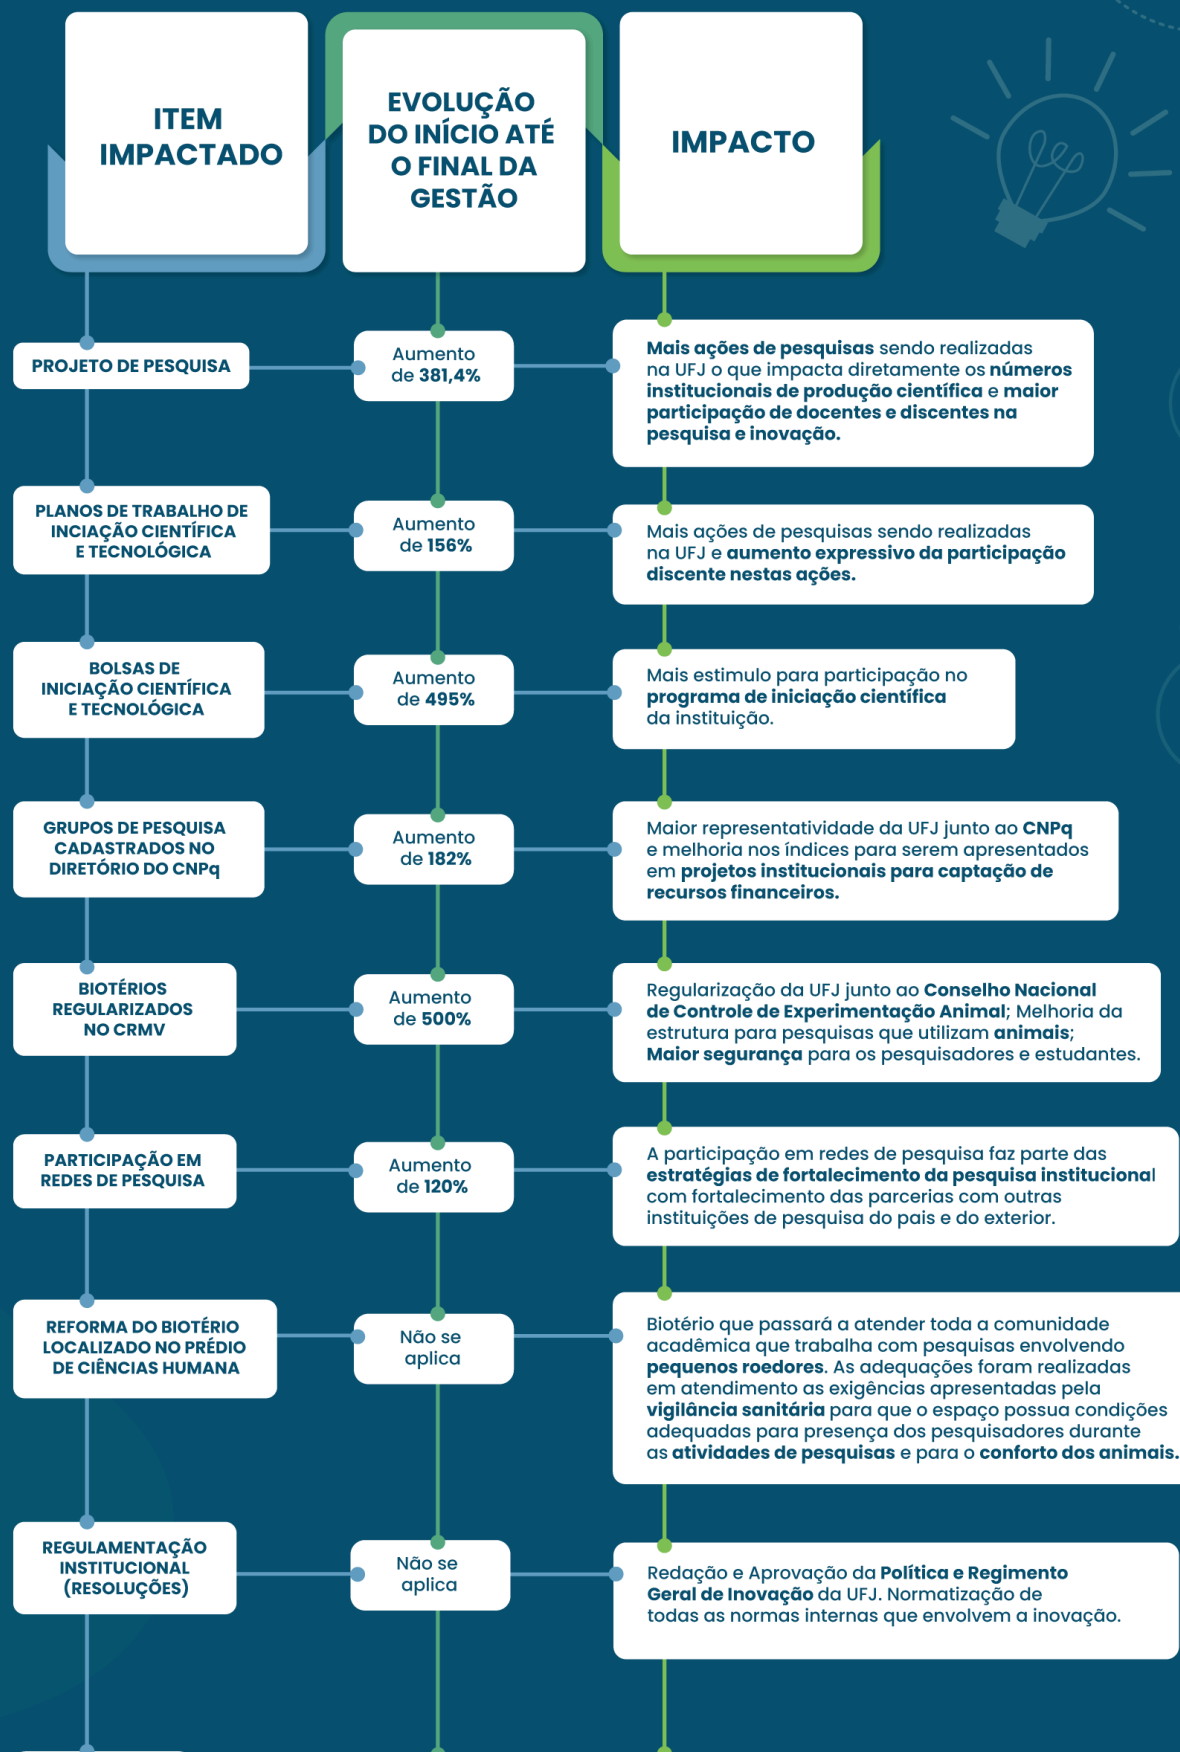 ITEM
IMPACTADO
EVOLUÇÃO
DO INÍCIO ATÉ
O FINAL DA
GESTÃO
IMPACTO
PROJETO DE PESQUISA
Aumento
de 381,4%
Mais ações de pesquisas sendo realizadas
na UFJ o que impacta diretamente os números
institucionais de produção científica e maior
participação de docentes e discentes na
pesquisa e inovação.
PLANOS DE TRABALHO DE
INCIAÇÃO CIENTÍFICA
E TECNOLÓGICA
Aumento
de 156%
Mais ações de pesquisas sendo realizadas
na UFJ e aumento expressivo da participação
discente nestas ações.
BOLSAS DE
INICIAÇÃO CIENTÍFICA
E TECNOLÓGICA
Aumento
de 495%
Mais estimulo para participação no
programa de iniciação científica
da instituição.
GRUPOS DE PESQUISA
CADASTRADOS NO
DIRETÓRIO DO CNPq
Aumento
de 182%
Maior representatividade da UFJ junto ao CNPq
e melhoria nos índices para serem apresentados
em projetos institucionais para captação de
recursos financeiros.
BIOTÉRIOS
REGULARIZADOS
NO CRMV
Aumento
de 500%
Regularização da UFJ junto ao Conselho Nacional
de Controle de Experimentação Animal; Melhoria da
estrutura para pesquisas que utilizam animais;
Maior segurança para os pesquisadores e estudantes.
PARTICIPAÇÃO EM
REDES DE PESQUISA
Aumento
de 120%
A participação em redes de pesquisa faz parte das
estratégias de fortalecimento da pesquisa institucional
com fortalecimento das parcerias com outras
instituições de pesquisa do pais e do exterior.
REFORMA DO BIOTÉRIO
LOCALIZADO NO PRÉDIO
DE CIÊNCIAS HUMANA
Não se
aplica
Biotério que passará a atender toda a comunidade
acadêmica que trabalha com pesquisas envolvendo
pequenos roedores. As adequações foram realizadas
em atendimento as exigências apresentadas pela
vigilância sanitária para que o espaço possua condições
adequadas para presença dos pesquisadores durante
as atividades de pesquisas e para o conforto dos animais.
REGULAMENTAÇÃO
INSTITUCIONAL
(RESOLUÇÕES)
Não se
aplica
Redação e Aprovação da Política e Regimento
Geral de Inovação da UFJ. Normatização de
todas as normas internas que envolvem a inovação.